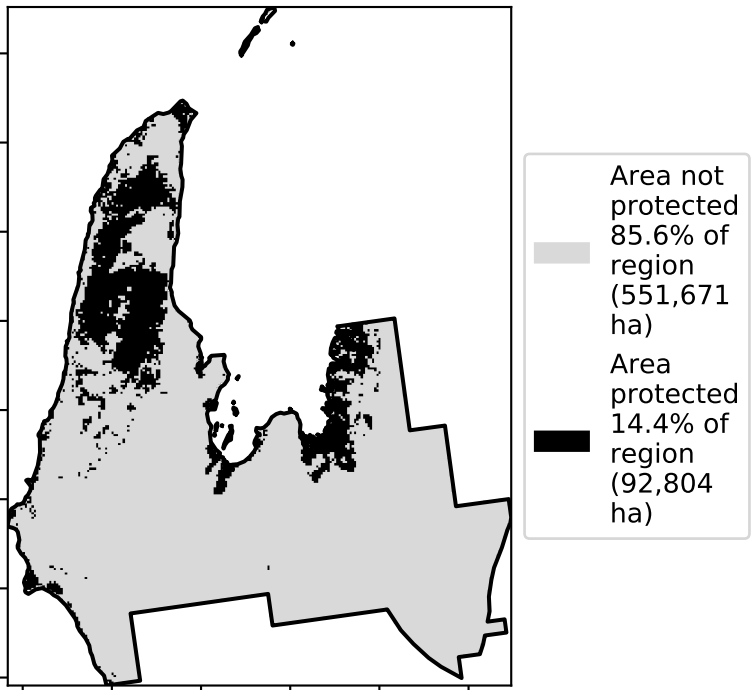 Area not
protected
85.6% of
region
(551,671
ha)
Area
protected
14.4% of
region
(92,804
ha)